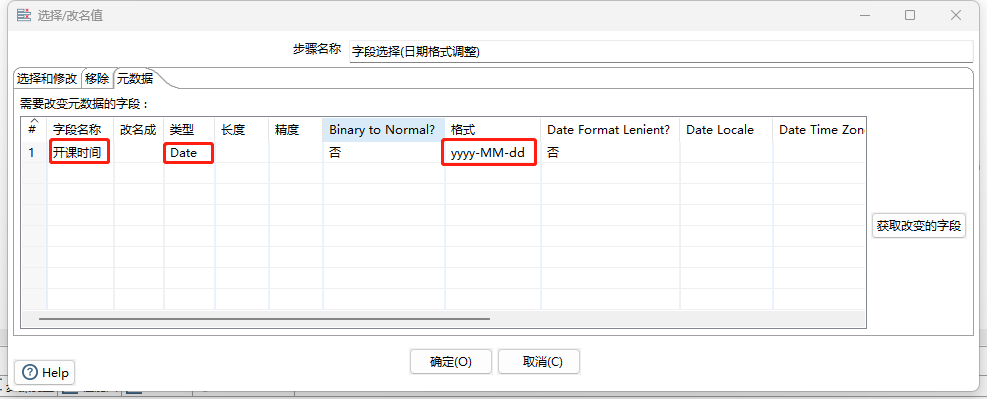 选择/改名值
步骤名称 字段选择(日期格式调整)
选择和修改 移除 元数据
需要改变元数据的字段：
# 字段名称 改名成 类型 长度 精度 Binary to Normal? 格式 Date Format Lenient? Date Locale Date Time Zon
1 开课时间 Date 否 yyyy-MM-dd 否
获取改变的字段
确定(O) 取消(C)
Help